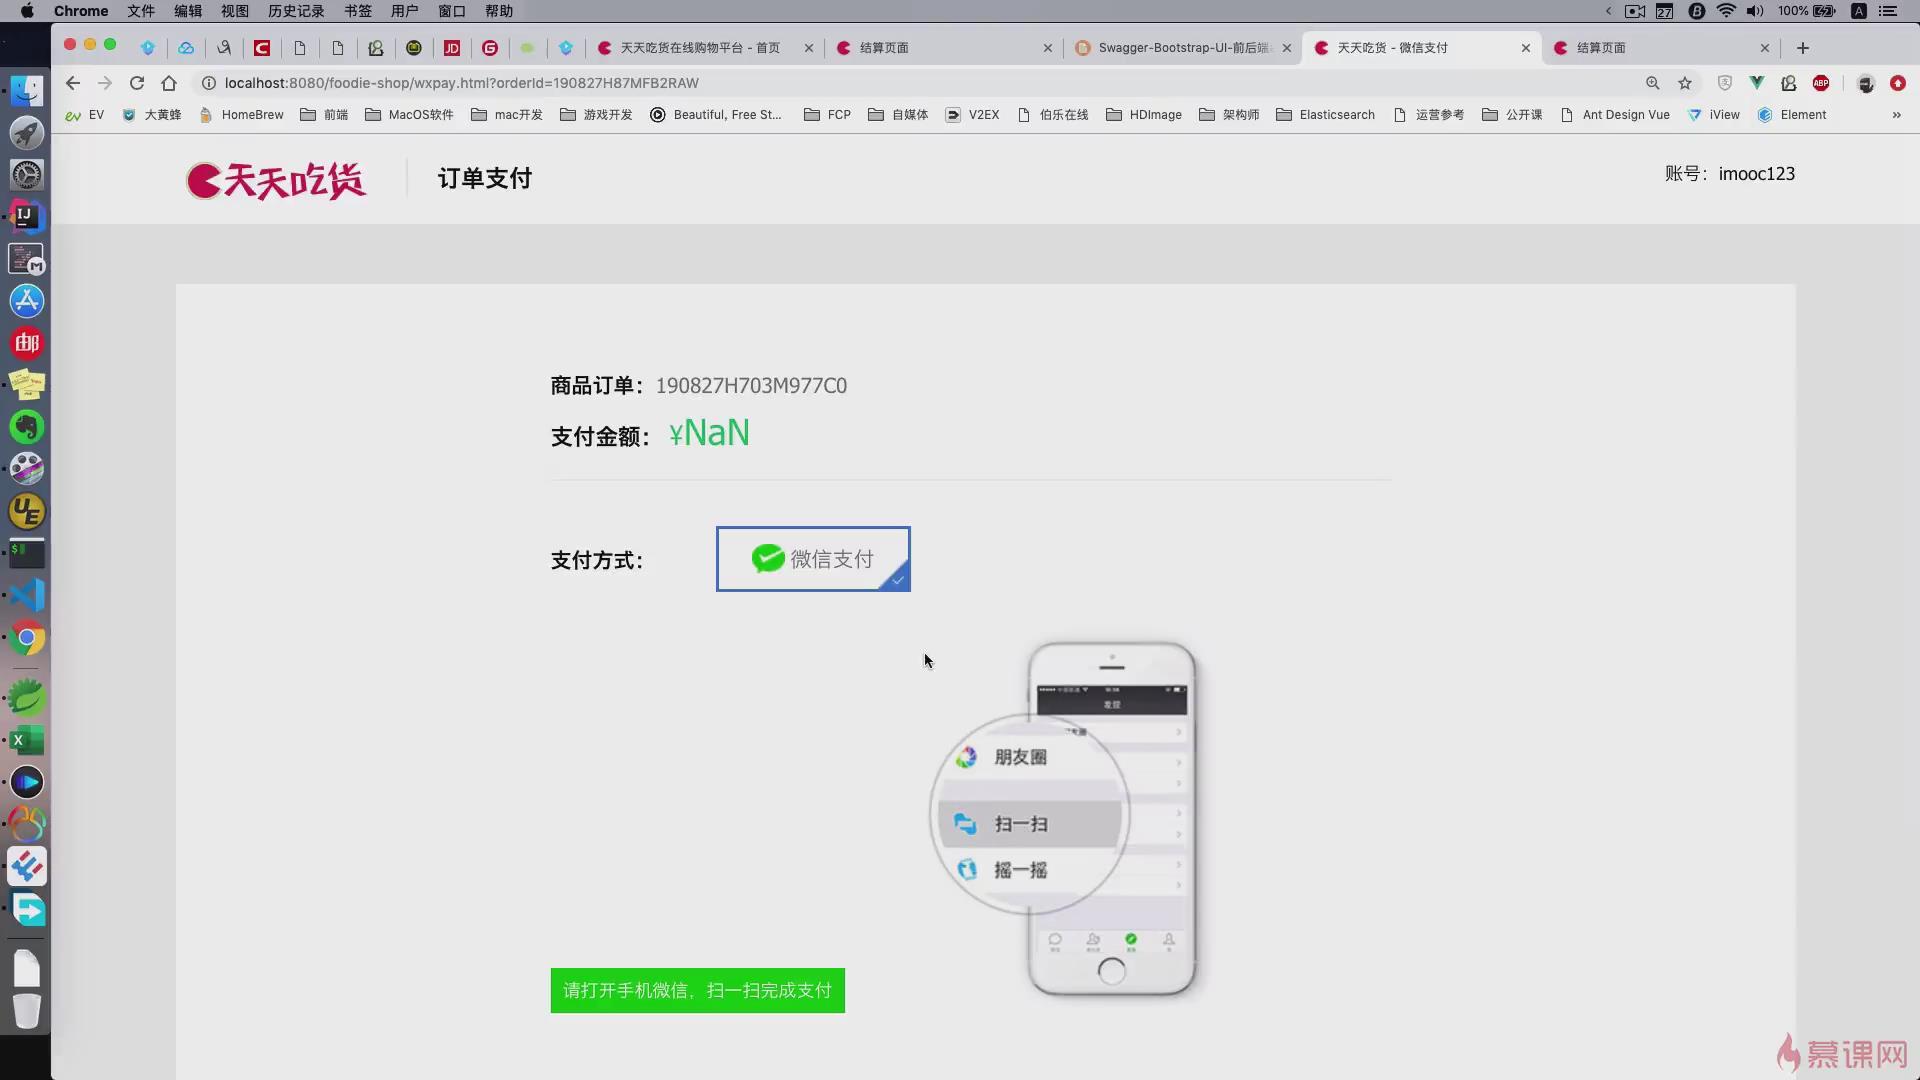 Chrome 文件 编辑 视图 历史记录 书签 用户 窗口 帮助 27 100% A
天天吃货在线购物平台 - 首页 结算页面 Swagger-Bootstrap-UI-前后端 天天吃货 - 微信支付 结算页面
localhost:8080/foodie-shop/wxpay.html?orderId=190827H87MFB2RAW
EV 大黄蜂 HomeBrew 前端 MacOS软件 mac开发 游戏开发 Beautiful, Free St... FCP 自媒体 V2EX 伯乐在线 HDImage 架构师 Elasticsearch 运营参考 公开课 Ant Design Vue iView Element »
天天吃货 订单支付 账号：imooc123
商品订单：190827H703M977C0
支付金额：¥NaN
支付方式： 微信支付
发现
朋友圈
扫一扫
摇一摇
请打开手机微信，扫一扫完成支付
慕课网